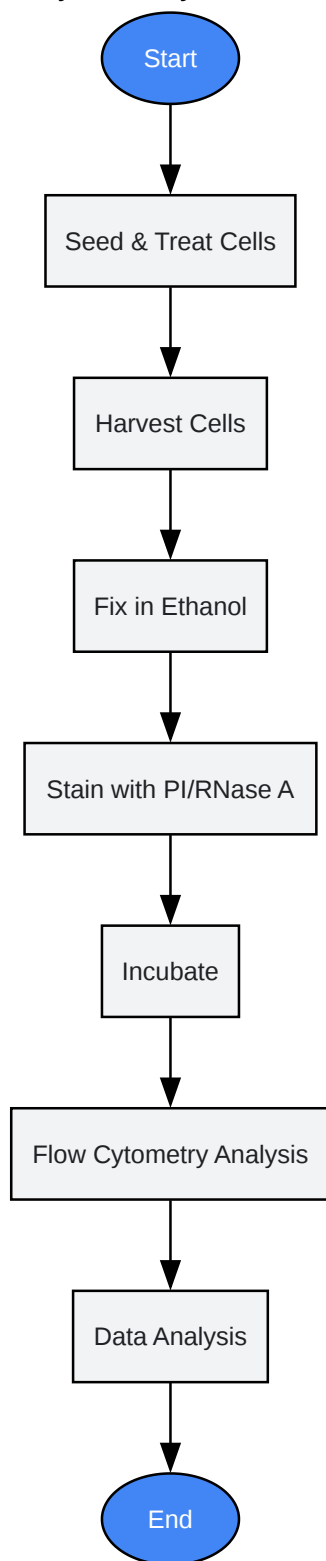 Start
Seed & Treat Cells
Harvest Cells
Fix in Ethanol
Stain with PI/RNase A
Incubate
Flow Cytometry Analysis
Data Analysis
End